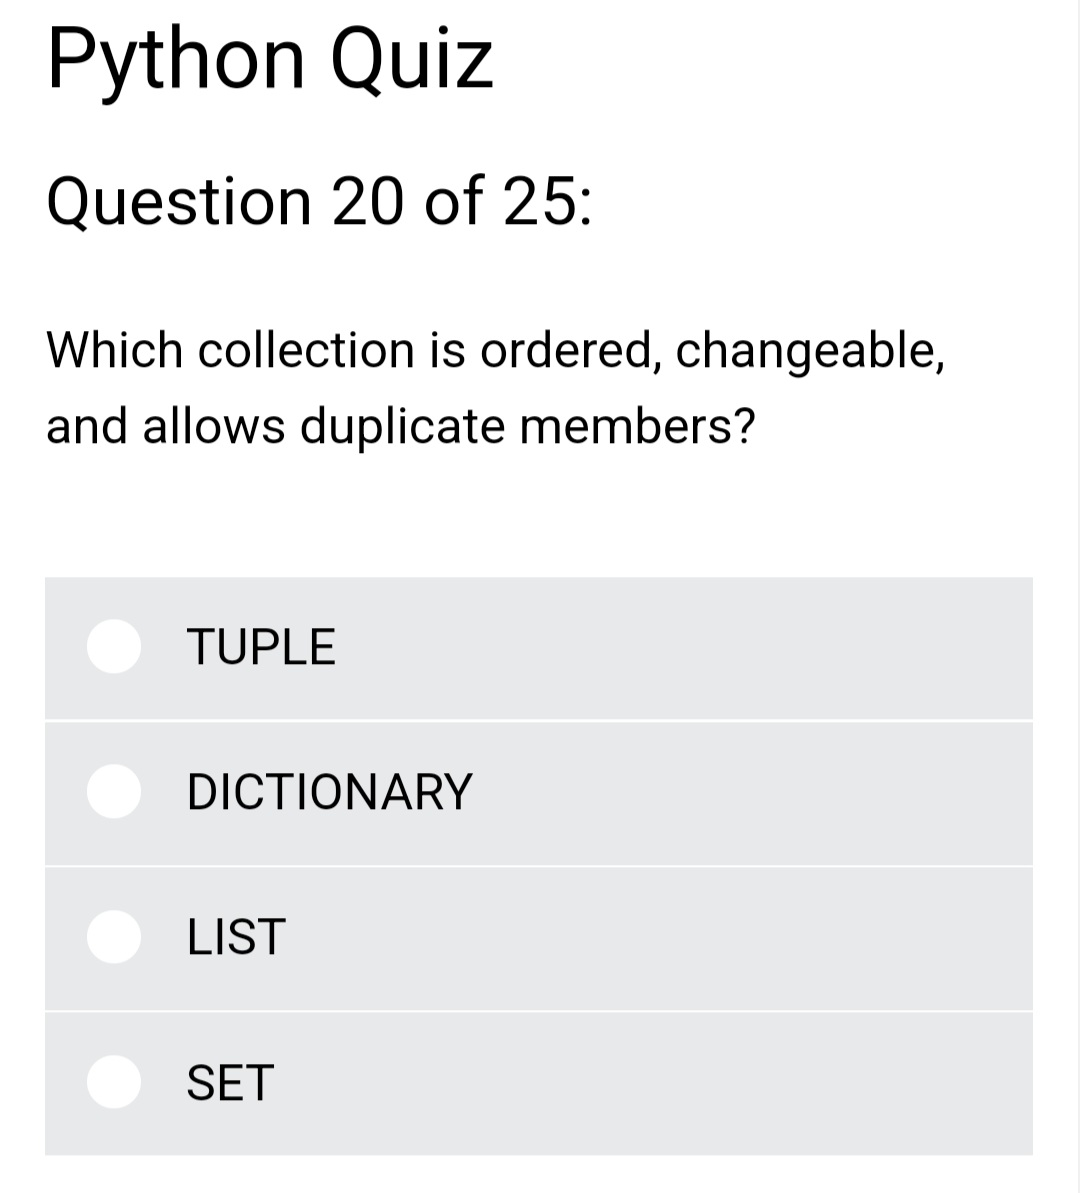 Python Quiz
Question 20 of 25:
Which collection is ordered, changeable,
and allows duplicate members?
TUPLE
DICTIONARY
LIST
SET